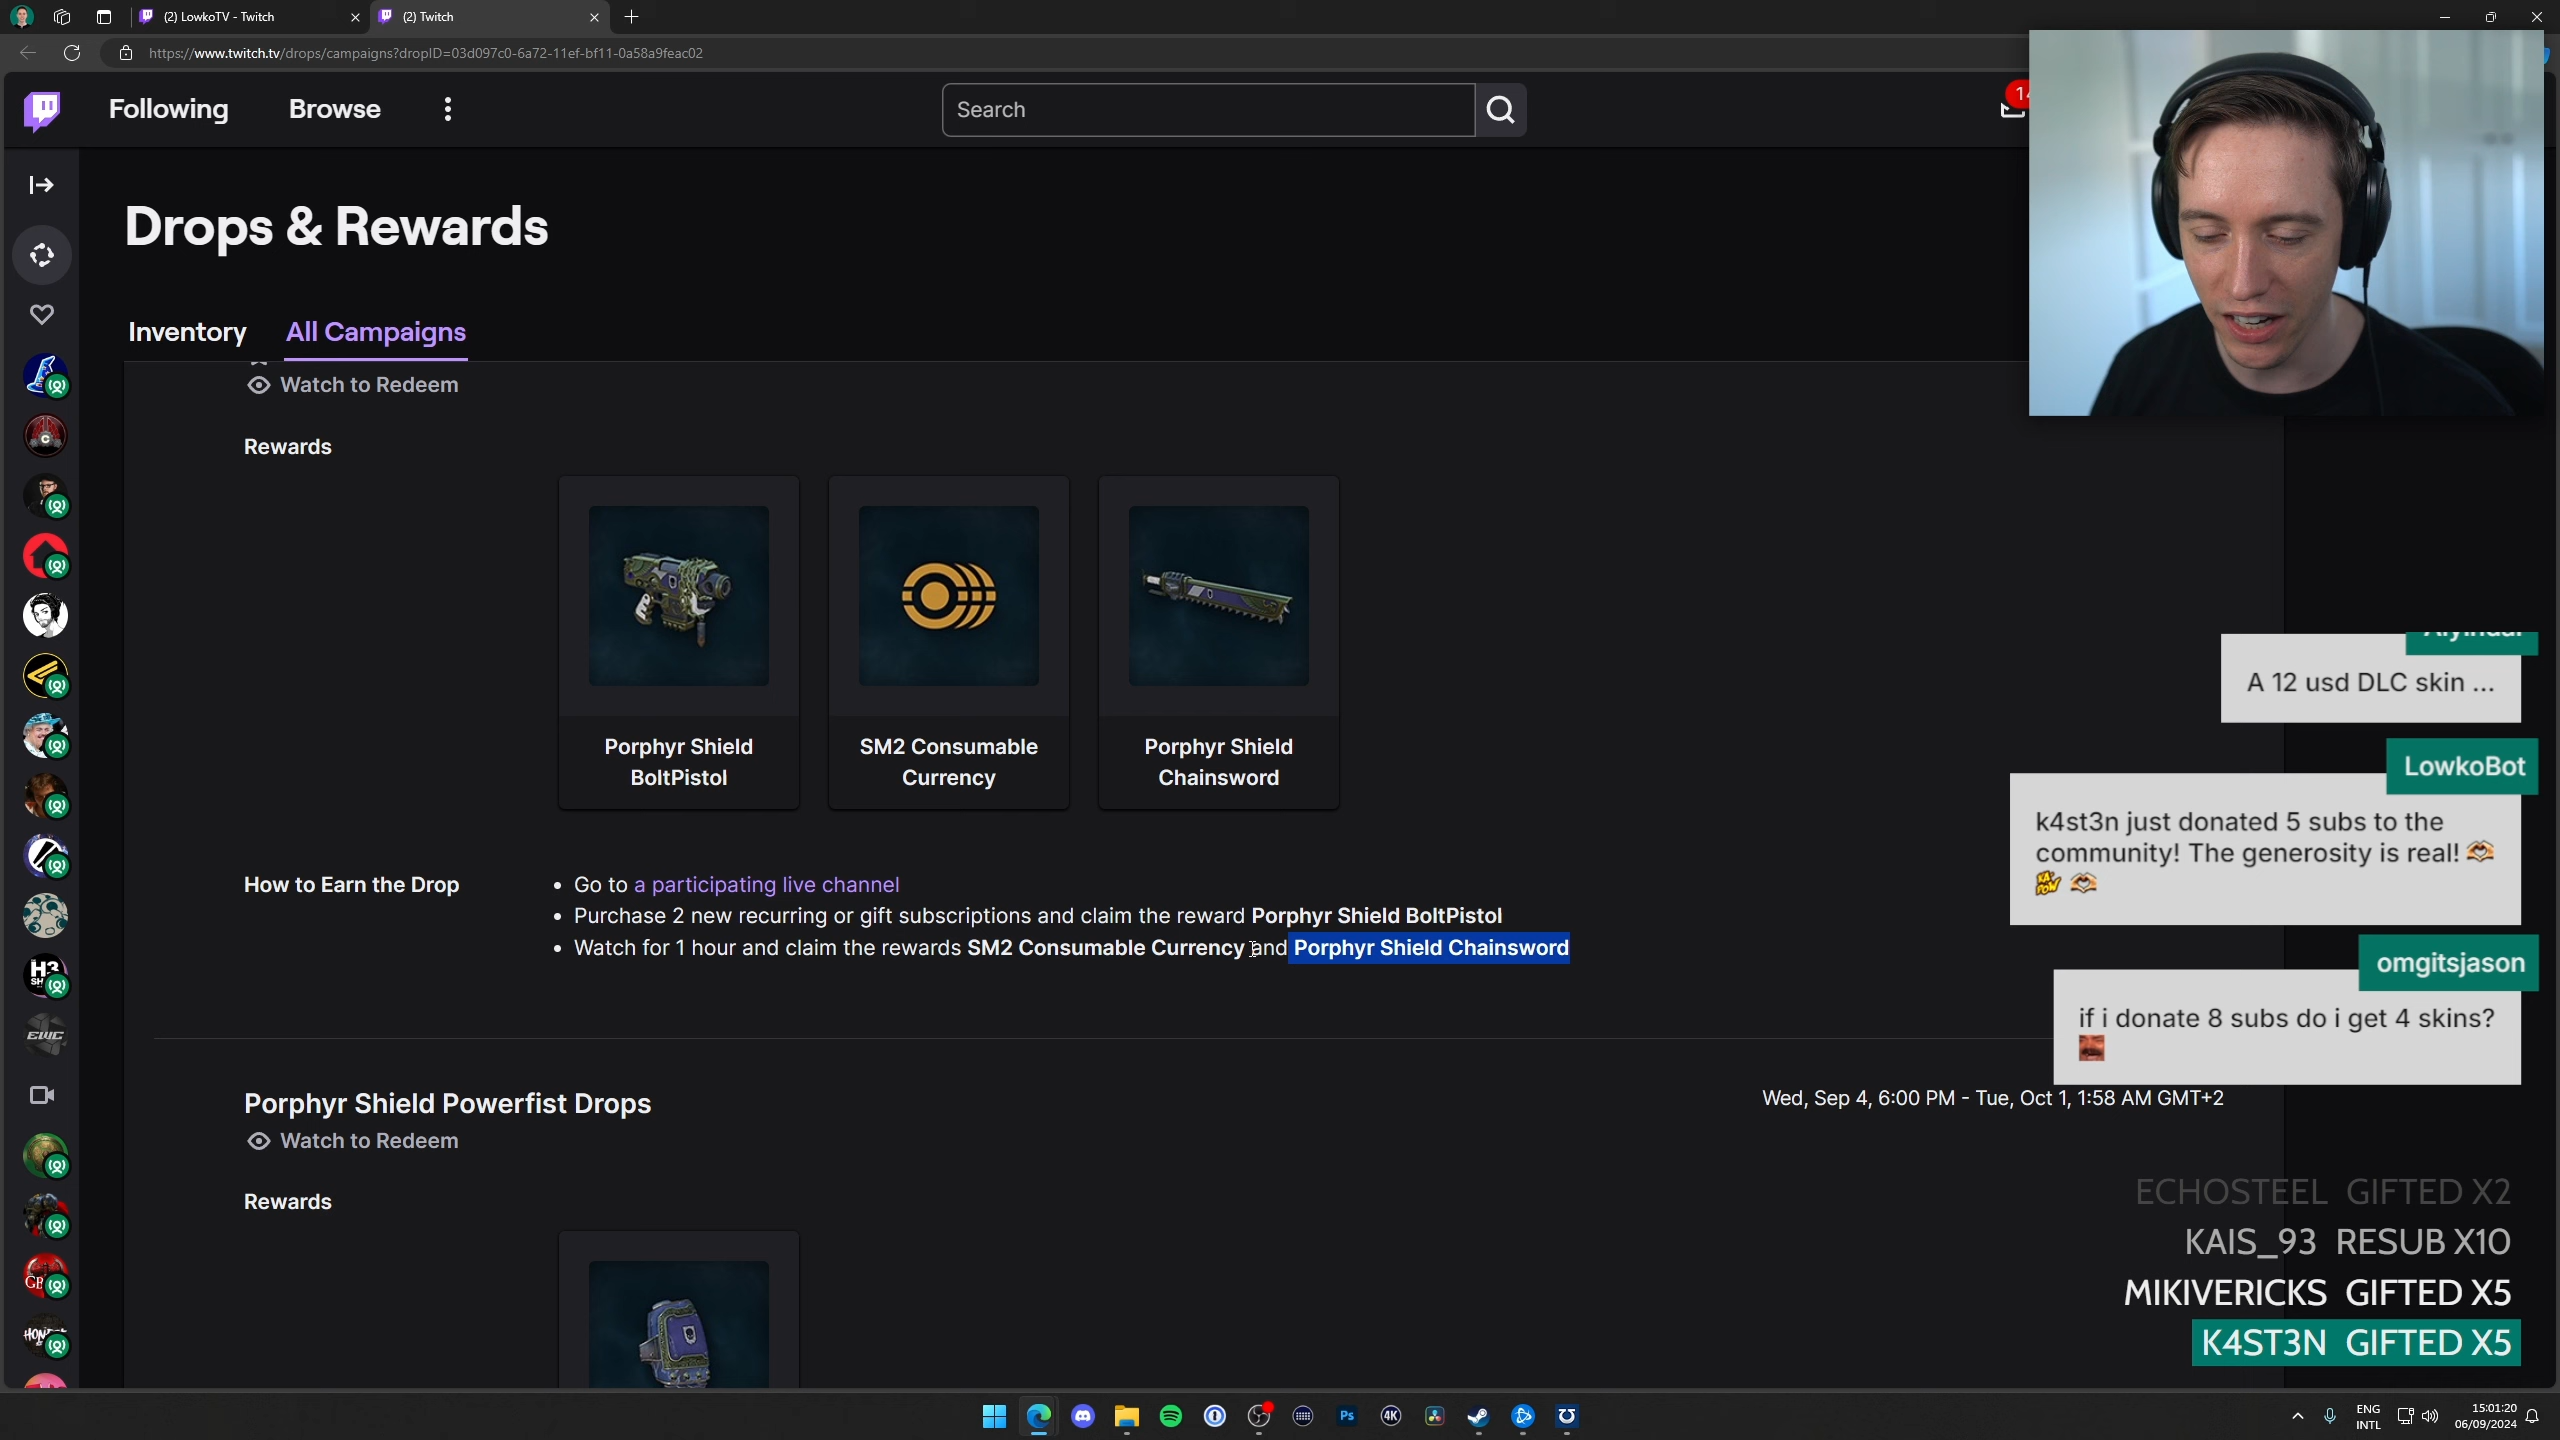 (2) LowkoTV - Twitch
(2) Twitch
https://www.twitch.tv/drops/campaigns?dropID=03d097c0-6a72-11ef-bf11-0a58a9feac02
Following
Browse
Search
Drops & Rewards
Inventory
All Campaigns
Watch to Redeem
Rewards
Porphyr Shield
BoltPistol
SM2 Consumable
Currency
Porphyr Shield
Chainsword
How to Earn the Drop
Go to a participating live channel
Purchase 2 new recurring or gift subscriptions and claim the reward Porphyr Shield BoltPistol
Watch for 1 hour and claim the rewards SM2 Consumable Currency and Porphyr Shield Chainsword
Porphyr Shield Powerfist Drops
Wed, Sep 4, 6:00 PM - Tue, Oct 1, 1:58 AM GMT+2
Watch to Redeem
Rewards
A 12 usd DLC skin ...
LowkoBot
k4st3n just donated 5 subs to the
community! The generosity is real!
omgitsjason
if i donate 8 subs do i get 4 skins?
ECHOSTEEL GIFTED X2
KAIS_93 RESUB X10
MIKIVERICKS GIFTED X5
K4ST3N GIFTED X5
H3
EWC
Ps
4K
ENG
INTL
15:01:20
06/09/2024